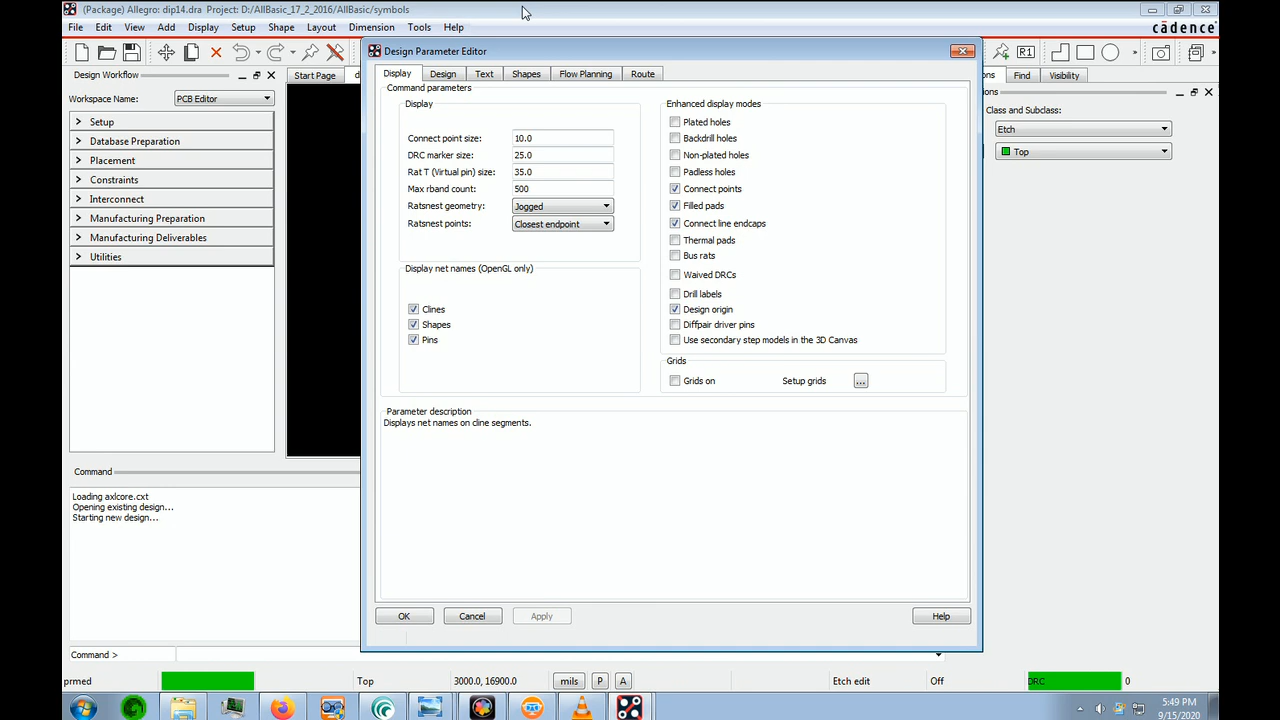 (Package) Allegro: dip14.dra Project: D:/AllBasic_17_2_2016/AllBasic/symbols
File Edit View Add Display Setup Shape Layout Dimension Tools Help
cādence
R1
Design Workflow
Start Page
Find
Visibility
Workspace Name: PCB Editor
Setup
Database Preparation
Placement
Constraints
Interconnect
Manufacturing Preparation
Manufacturing Deliverables
Utilities
Design Parameter Editor
Display Design Text Shapes Flow Planning Route
Command parameters
Display
Connect point size: 10.0
DRC marker size: 25.0
Rat T (Virtual pin) size: 35.0
Max rband count: 500
Ratsnest geometry: Jogged
Ratsnest points: Closest endpoint
Display net names (OpenGL only)
Clines
Shapes
Pins
Enhanced display modes
Plated holes
Backdrill holes
Non-plated holes
Padless holes
Connect points
Filled pads
Connect line endcaps
Thermal pads
Bus rats
Waived DRCs
Drill labels
Design origin
Diffpair driver pins
Use secondary step models in the 3D Canvas
Grids
Grids on Setup grids ...
Parameter description
Displays net names on cline segments.
OK Cancel Apply Help
Class and Subclass:
Etch
Top
Command
Loading axlcore.cxt
Opening existing design...
Starting new design...
Command >
Top 3000.0, 16900.0 mils P A Etch edit Off DRC 0
5:49 PM
9/15/2020